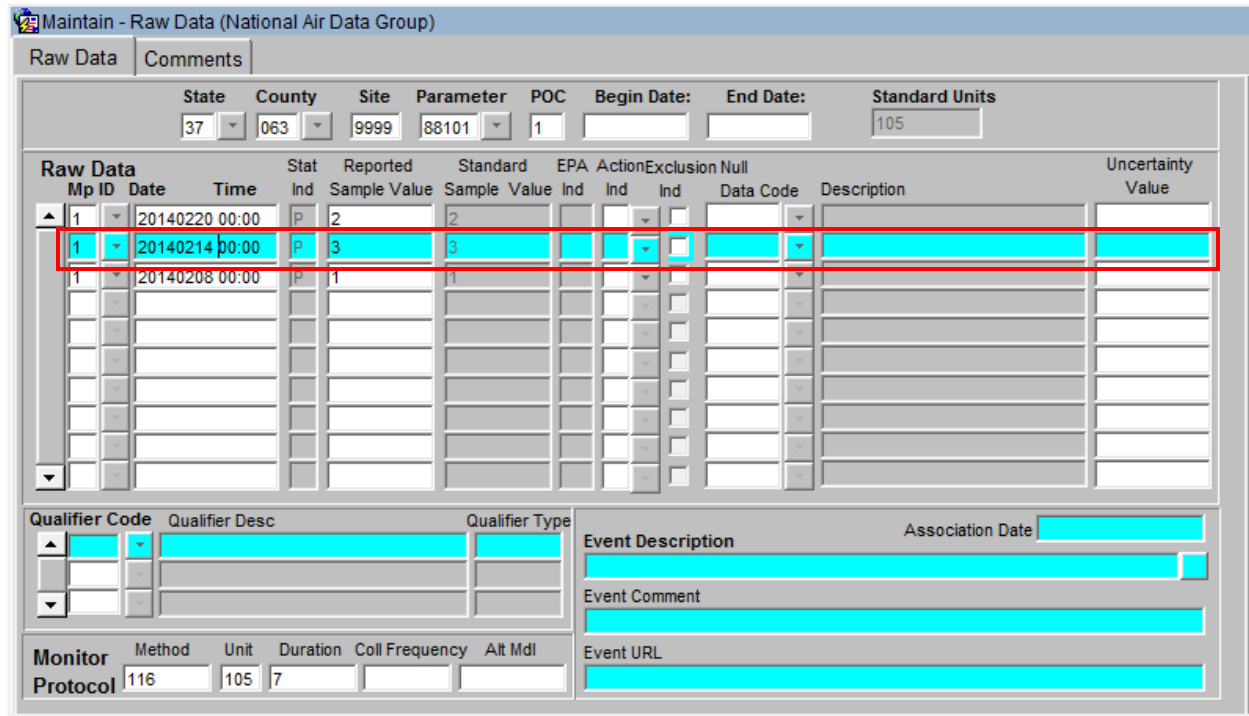 Maintain - Raw Data (National Air Data Group)
Raw Data Comments
State County Site Parameter POC Begin Date: End Date: Standard Units
37 063 9999 88101 1 105
Raw Data Stat Reported Standard EPA Action Exclusion Null Uncertainty
Mp ID Date Time Ind Sample Value Sample Value Ind Ind Ind Data Code Description Value
1 20140220 00:00 P 2 2
1 20140214 00:00 P 3 3
1 20140208 00:00 P 1 1
Qualifier Code Qualifier Desc Qualifier Type
Association Date
Event Description
Event Comment
Event URL
Monitor Protocol Method Unit Duration Coll Frequency Alt Mdl
116 105 7